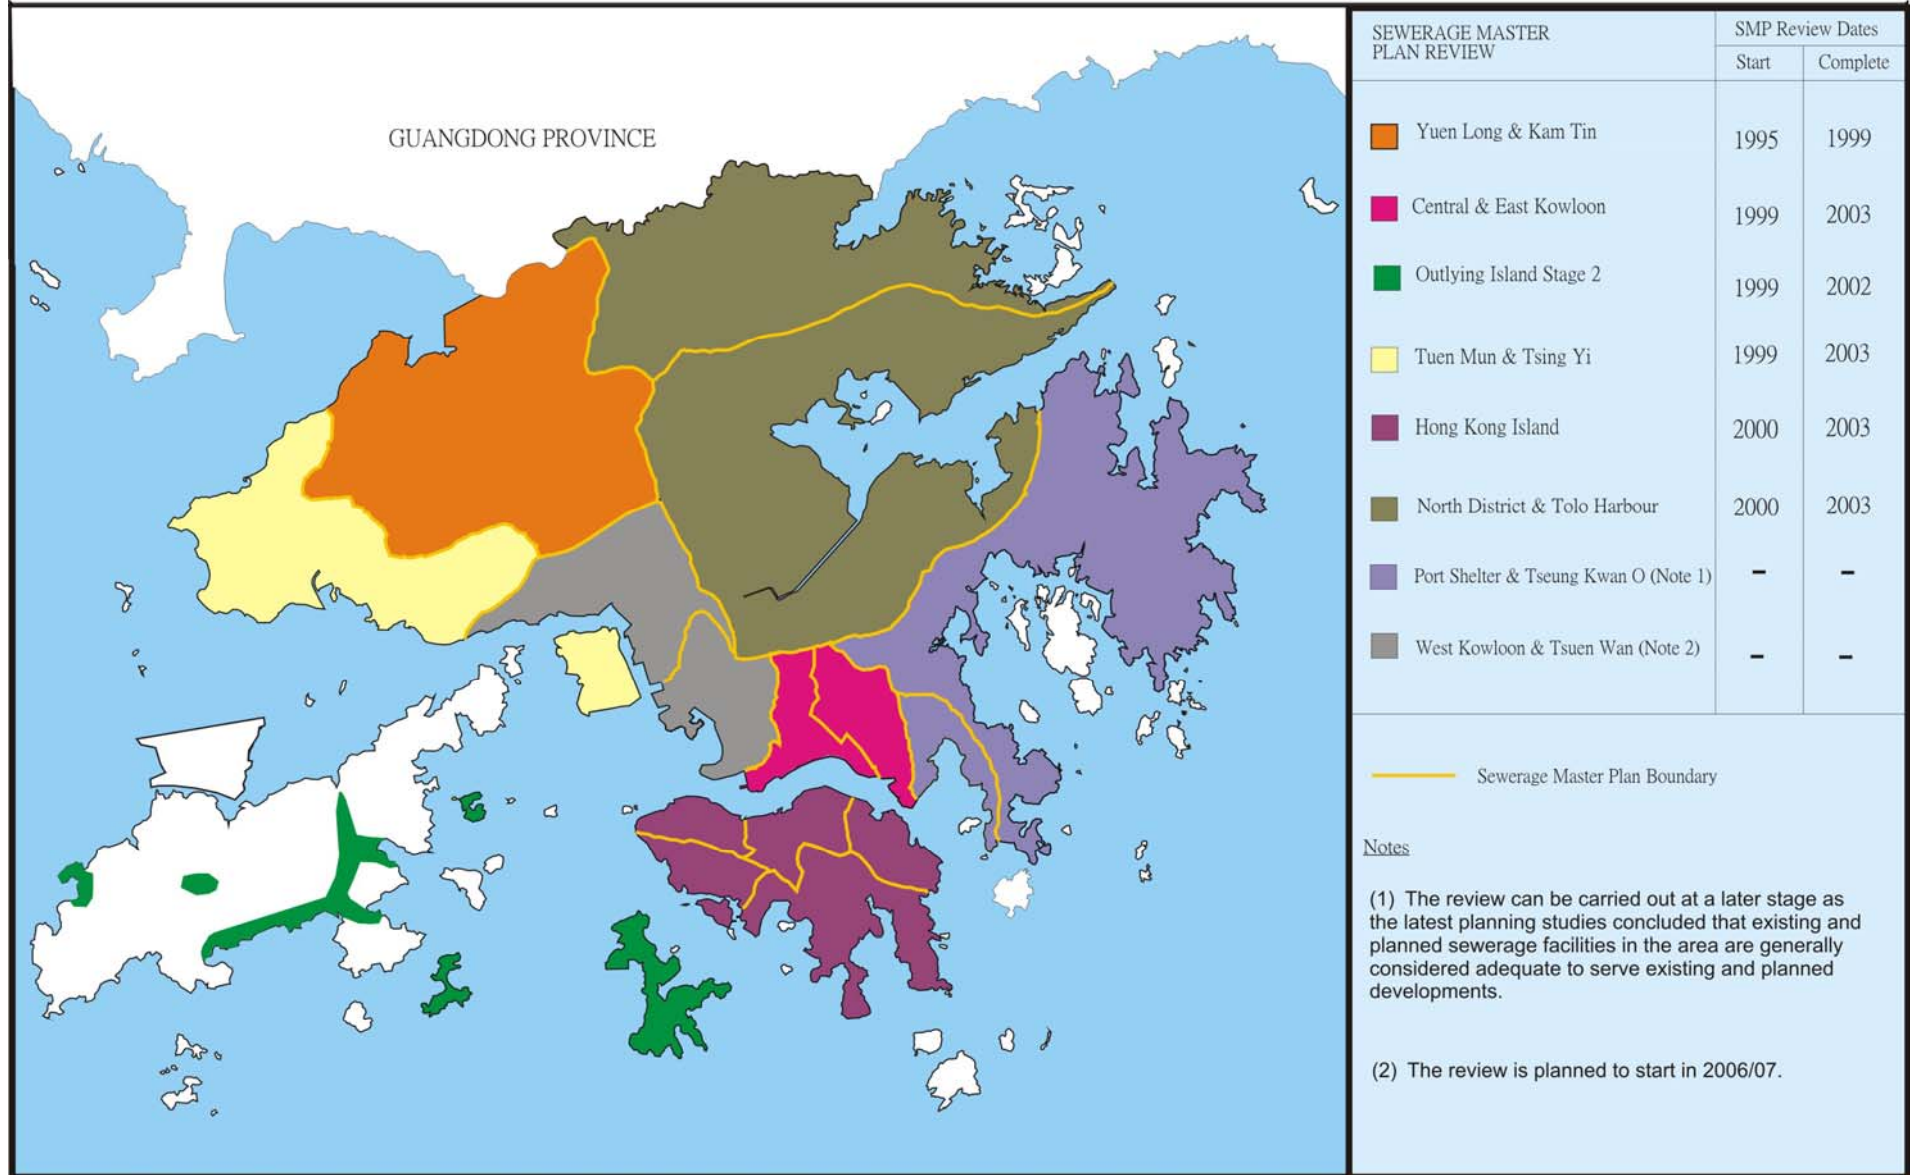 GUANGDONG PROVINCE
SEWERAGE MASTER
PLAN REVIEW
SMP Review Dates
Start
Complete
Yuen Long & Kam Tin
1995
1999
Central & East Kowloon
1999
2003
Outlying Island Stage 2
1999
2002
Tuen Mun & Tsing Yi
1999
2003
Hong Kong Island
2000
2003
North District & Tolo Harbour
2000
2003
Port Shelter & Tseung Kwan O (Note 1)
-
-
West Kowloon & Tsuen Wan (Note 2)
-
-
Sewerage Master Plan Boundary
Notes
(1) The review can be carried out at a later stage as
the latest planning studies concluded that existing and
planned sewerage facilities in the area are generally
considered adequate to serve existing and planned
developments.
(2) The review is planned to start in 2006/07.